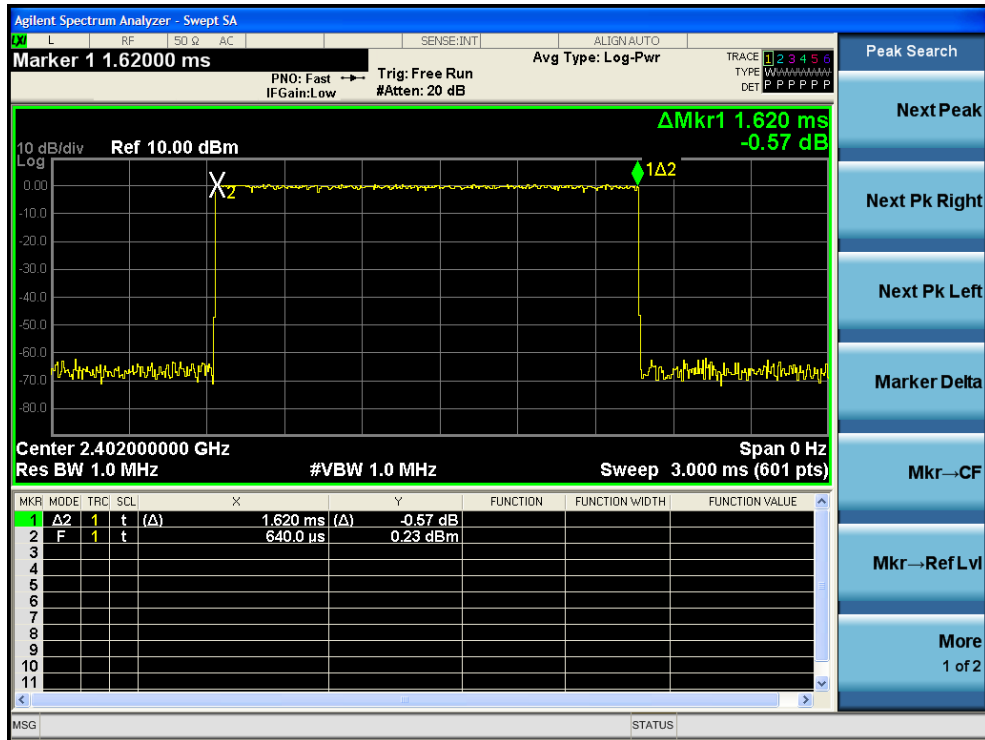 Agilent Spectrum Analyzer - Swept SA
LXI L RF 50 Ω AC SENSE:INT ALIGN AUTO
Marker 1 1.62000 ms
PNO: Fast
IFGain:Low
Trig: Free Run
#Atten: 20 dB
Avg Type: Log-Pwr
TRACE 1 2 3 4 5 6
TYPE W
DET P P P P P P
ΔMkr1 1.620 ms
-0.57 dB
10 dB/div Ref 10.00 dBm
Log
1Δ2
0.00
2
-10.0
-20.0
-30.0
-40.0
-50.0
-60.0
-70.0
-80.0
Center 2.402000000 GHz Span 0 Hz
Res BW 1.0 MHz #VBW 1.0 MHz Sweep 3.000 ms (601 pts)
MKR MODE TRC SCL X Y FUNCTION FUNCTION WIDTH FUNCTION VALUE
1 Δ2 1 t (Δ) 1.620 ms (Δ) -0.57 dB
2 F 1 t 640.0 µs 0.23 dBm
3
4
5
6
7
8
9
10
11
MSG STATUS
Peak Search
Next Peak
Next Pk Right
Next Pk Left
Marker Delta
Mkr→CF
Mkr→Ref Lvl
More
1 of 2